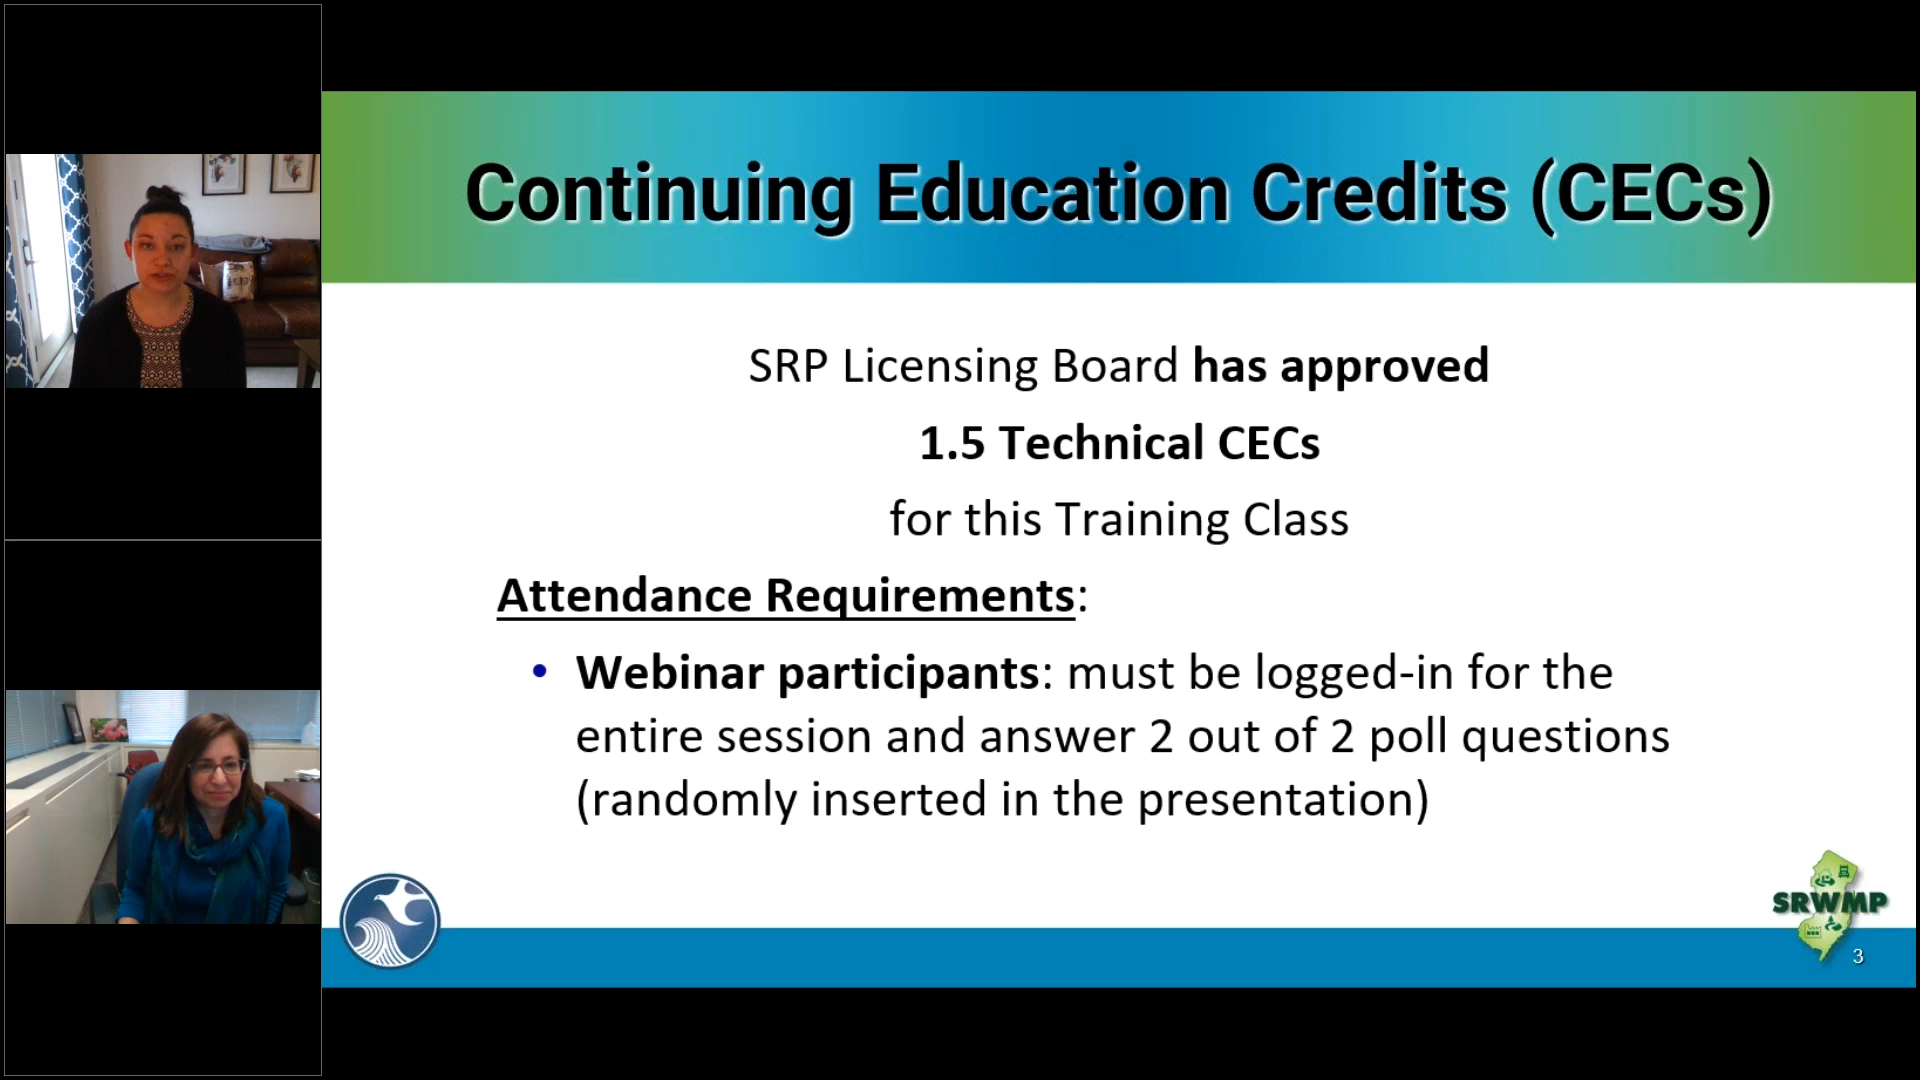 Continuing Education Credits (CECs)
SRP Licensing Board has approved
1.5 Technical CECs
for this Training Class
Attendance Requirements:
• Webinar participants: must be logged-in for the
entire session and answer 2 out of 2 poll questions
(randomly inserted in the presentation)
SRWMP
3